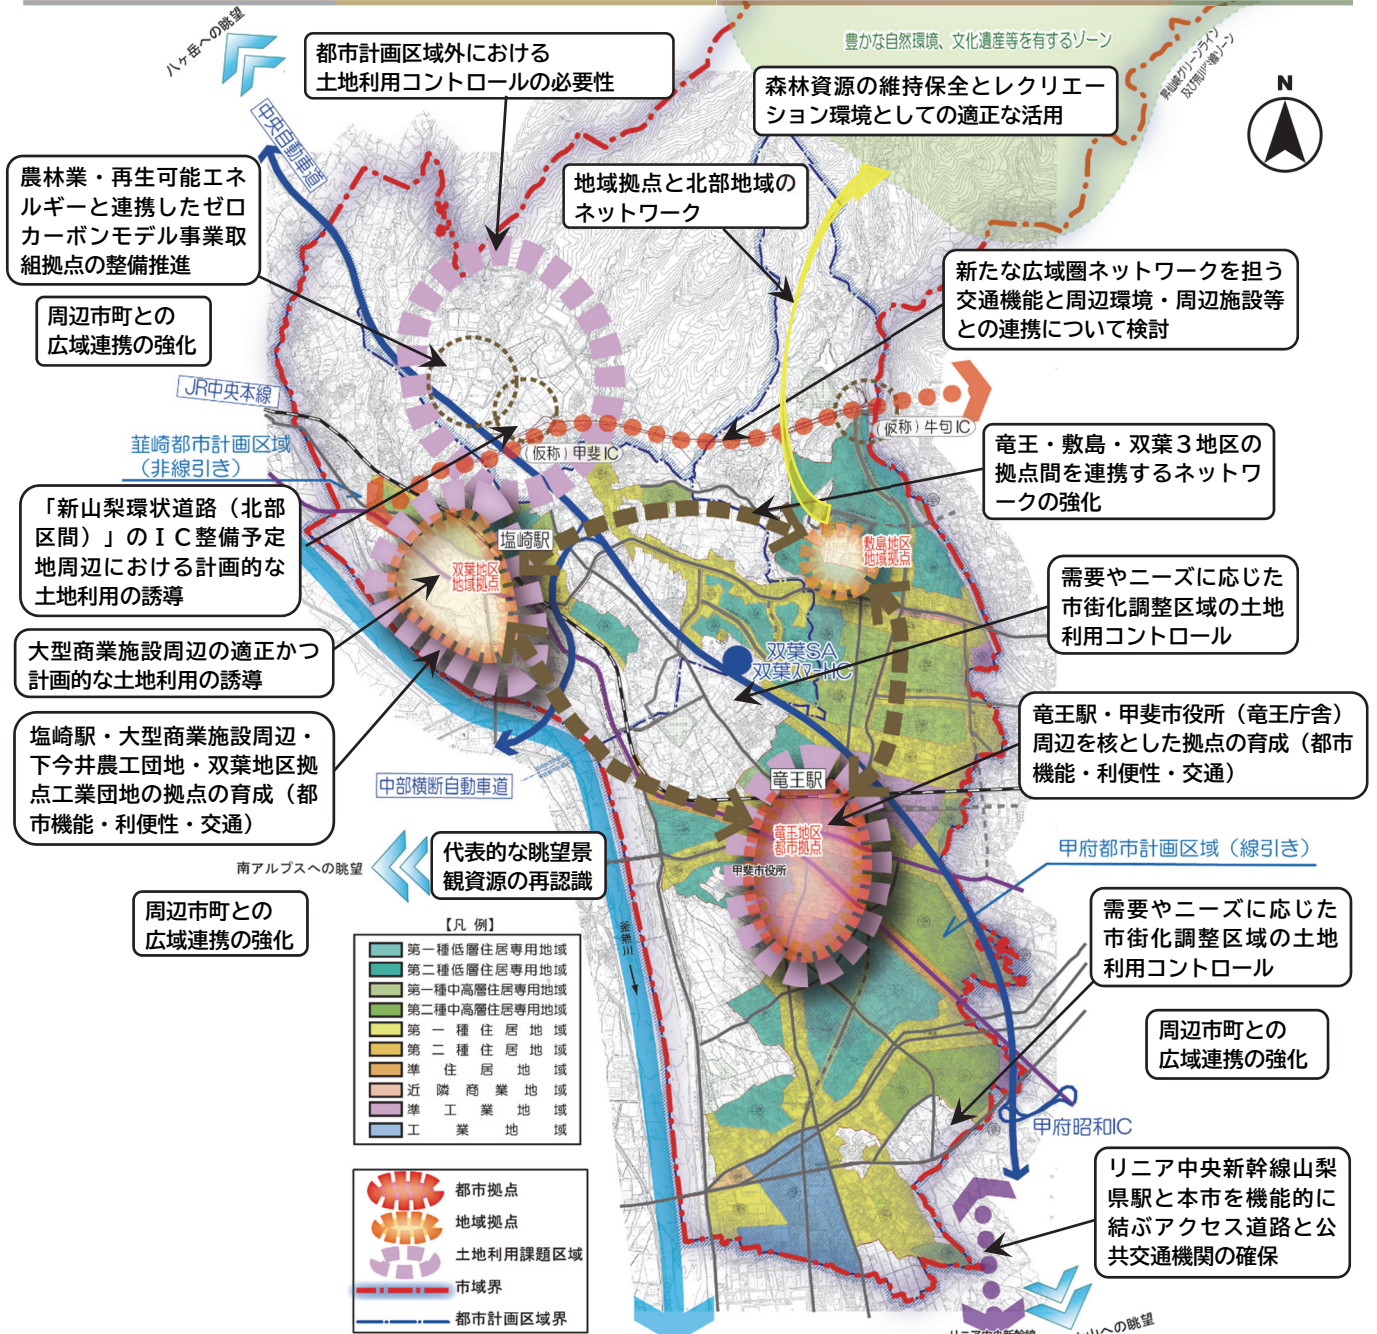 八ヶ岳への眺望
都市計画区域外における
土地利用コントロールの必要性
豊かな自然環境、文化遺産等を有するゾーン
昇仙峡グリーンライン
森林資源の維持保全とレクリエー
ション環境としての適正な活用
N
中央自動車道
農林業・再生可能エネ
ルギーと連携したゼロ
カーボンモデル事業取
組拠点の整備推進
地域拠点と北部地域の
ネットワーク
新たな広域圏ネットワークを担う
交通機能と周辺環境・周辺施設等
との連携について検討
周辺市町との
広域連携の強化
JR中央本線
韮崎都市計画区域
（非線引き）
（仮称）甲斐IC
（仮称）牛句IC
竜王・敷島・双葉３地区の
拠点間を連携するネットワ
ークの強化
「新山梨環状道路（北部
区間）」のＩＣ整備予定
地周辺における計画的な
土地利用の誘導
塩崎駅
双葉地区
地域拠点
敷島地区
地域拠点
需要やニーズに応じた
市街化調整区域の土地
利用コントロール
大型商業施設周辺の適正かつ
計画的な土地利用の誘導
双葉SA
双葉スマートIC
塩崎駅・大型商業施設周辺・
下今井農工団地・双葉地区拠
点工業団地の拠点の育成（都
市機能・利便性・交通）
竜王駅・甲斐市役所（竜王庁舎）
周辺を核とした拠点の育成（都市
機能・利便性・交通）
中部横断自動車道
竜王駅
竜王地区
都市拠点
甲斐市役所
甲府都市計画区域（線引き）
南アルプスへの眺望
代表的な眺望景
観資源の再認識
周辺市町との
広域連携の強化
釜無川
需要やニーズに応じた
市街化調整区域の土地
利用コントロール
【凡 例】
第一種低層住居専用地域
第二種低層住居専用地域
第一種中高層住居専用地域
第二種中高層住居専用地域
第一種住居地域
第二種住居地域
準住居地域
近隣商業地域
準工業地域
工業地域
周辺市町との
広域連携の強化
甲府昭和IC
リニア中央新幹線山梨
県駅と本市を機能的に
結ぶアクセス道路と公
共交通機関の確保
都市拠点
地域拠点
土地利用課題区域
市域界
都市計画区域界
リニア中央新幹線
への眺望